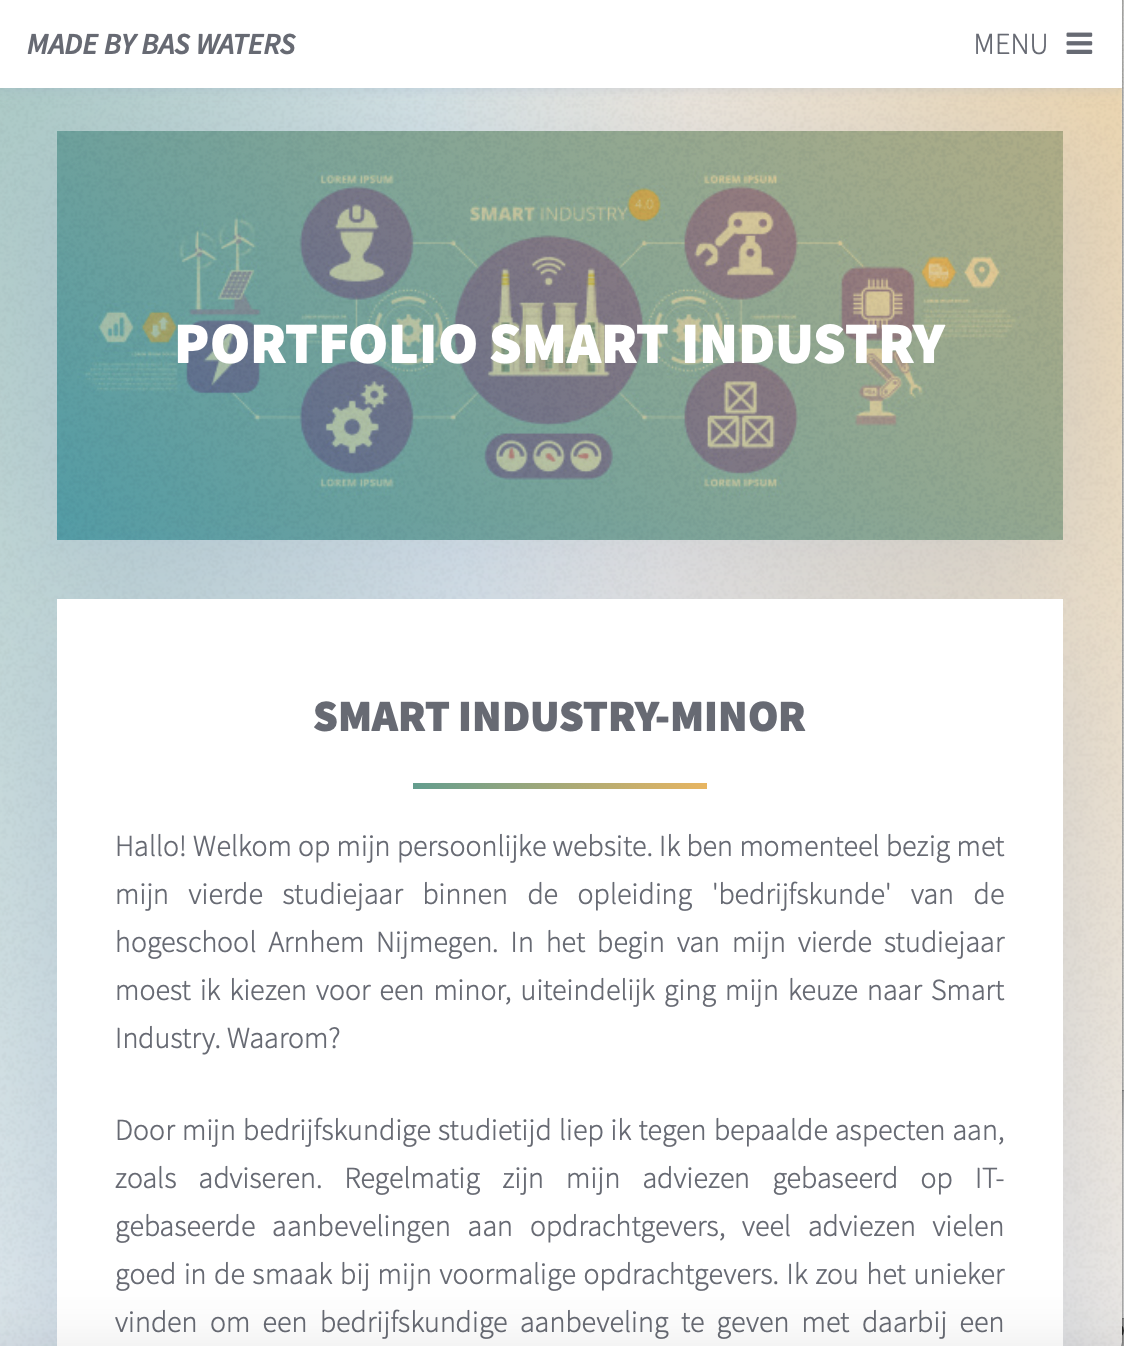 MADE BY BAS WATERS
MENU
LOREM IPSUM
LOREM IPSUM
SMART INDUSTRY 4.0
PORTFOLIO SMART INDUSTRY
LOREM IPSUM
LOREM IPSUM
SMART INDUSTRY-MINOR
Hallo! Welkom op mijn persoonlijke website. Ik ben momenteel bezig met
mijn vierde studiejaar binnen de opleiding 'bedrijfskunde' van de
hogeschool Arnhem Nijmegen. In het begin van mijn vierde studiejaar
moest ik kiezen voor een minor, uiteindelijk ging mijn keuze naar Smart
Industry. Waarom?
Door mijn bedrijfskundige studietijd liep ik tegen bepaalde aspecten aan,
zoals adviseren. Regelmatig zijn mijn adviezen gebaseerd op IT-
gebaseerde aanbevelingen aan opdrachtgevers, veel adviezen vielen
goed in de smaak bij mijn voormalige opdrachtgevers. Ik zou het unieker
vinden om een bedrijfskundige aanbeveling te geven met daarbij een